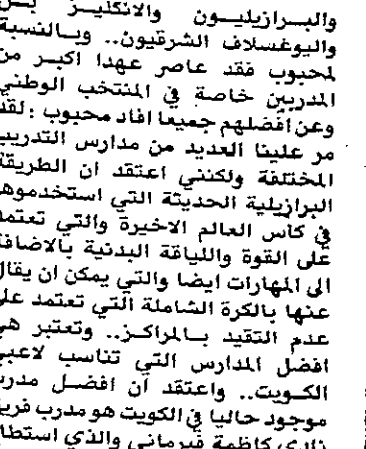 والبرازيليون والانكليز بل
واليوغسلاف الشرقيون.. وبالنسبة
لمحبوب فقد عاصر عهدا اكبر من
المدربين خاصة في المنتخب الوطني
وعن افضلهم جميعا افاد محبوب : لقد
مر علينا العديد من مدارس التدريب
المختلفة ولكنني اعتقد ان الطريقة
البرازيلية الحديثة التي استخدموها
في كاس العالم الاخيرة والتي تعتمد
على القوة واللياقة البدنية بالاضافة
الى المهارات ايضا والتي يمكن ان يقال
عنها بالكرة الشاملة التي تعتمد على
عدم التقيد بالمراكز.. وتعتبر هي
افضل المدارس التي تناسب لاعبي
الكويت.. واعتقد ان افضل مدرب
موجود حاليا في الكويت هو مدرب فريق
نادي كاظمة فيرماني والذي استطاع